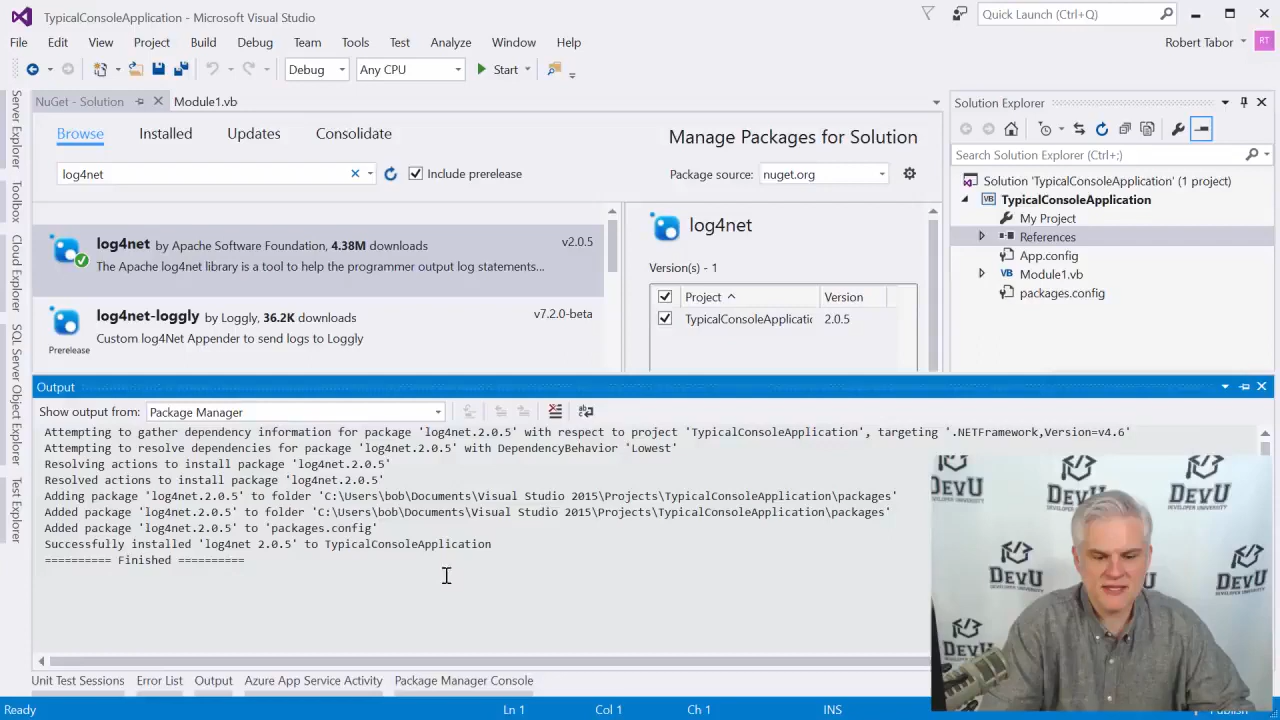 TypicalConsoleApplication - Microsoft Visual Studio
Quick Launch (Ctrl+Q)
File Edit View Project Build Debug Team Tools Test Analyze Window Help
Robert Tabor RT
Debug Any CPU Start
Server Explorer
Toolbox
Cloud Explorer
SQL Server Object Explorer
Test Explorer
NuGet - Solution Module1.vb
Browse Installed Updates Consolidate
Manage Packages for Solution
log4net
Include prerelease
Package source: nuget.org
log4net by Apache Software Foundation, 4.38M downloads v2.0.5
The Apache log4net library is a tool to help the programmer output log statements...
log4net-loggly by Loggly, 36.2K downloads v7.2.0-beta
Custom log4Net Appender to send logs to Loggly
Prerelease
log4net
Version(s) - 1
Project Version
TypicalConsoleApplicatic 2.0.5
Solution Explorer
Search Solution Explorer (Ctrl+;)
Solution 'TypicalConsoleApplication' (1 project)
VB TypicalConsoleApplication
My Project
References
App.config
VB Module1.vb
packages.config
Output
Show output from: Package Manager
Attempting to gather dependency information for package 'log4net.2.0.5' with respect to project 'TypicalConsoleApplication', targeting '.NETFramework,Version=v4.6'
Attempting to resolve dependencies for package 'log4net.2.0.5' with DependencyBehavior 'Lowest'
Resolving actions to install package 'log4net.2.0.5'
Resolved actions to install package 'log4net.2.0.5'
Adding package 'log4net.2.0.5' to folder 'C:\Users\bob\Documents\Visual Studio 2015\Projects\TypicalConsoleApplication\packages'
Added package 'log4net.2.0.5' to folder 'C:\Users\bob\Documents\Visual Studio 2015\Projects\TypicalConsoleApplication\packages'
Added package 'log4net.2.0.5' to 'packages.config'
Successfully installed 'log4net 2.0.5' to TypicalConsoleApplication
========== Finished ==========
DEVU
DEVELOPER UNIVERSITY
Unit Test Sessions Error List Output Azure App Service Activity Package Manager Console
Ready Ln 1 Col 1 Ch 1 INS